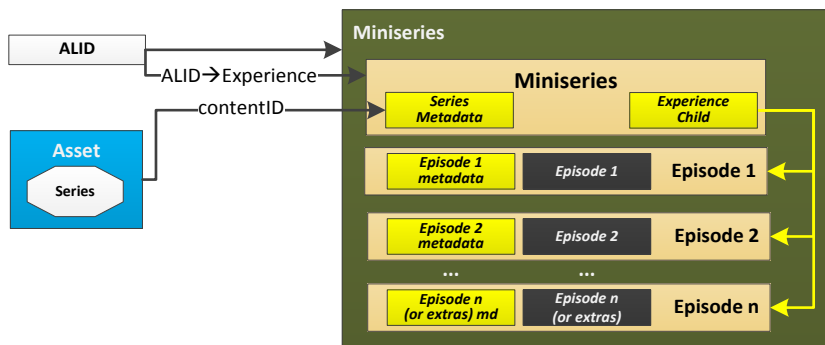 Miniseries
ALID
ALID→Experience
Miniseries
Series
Metadata
Experience
Child
contentID
Asset
Series
Episode 1
metadata
Episode 1
Episode 1
Episode 2
metadata
Episode 2
Episode 2
...
...
Episode n
(or extras) md
Episode n
(or extras)
Episode n